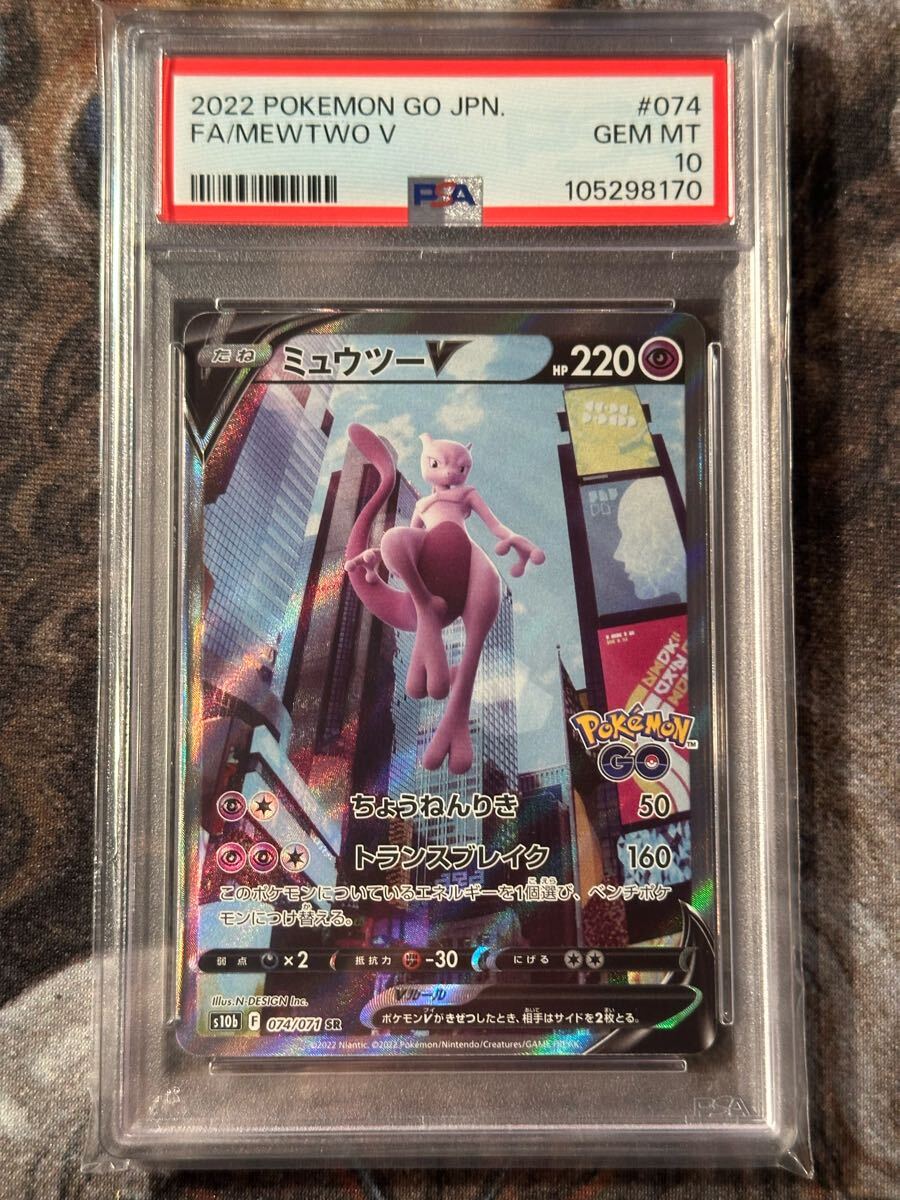 2022 POKEMON GO JPN. #074
FA/MEWTWO V GEM MT
10
PSA 105298170
たね ミュウツーV HP 220
Pokémon
GO™
ちょうねんりき 50
トランスブレイク 160
このポケモンについているエネルギーを1個選び、ベンチポケ
モンにつけ替える。
弱点 ×2 抵抗力 -30 にげる
Illus. N-DESIGN Inc.
Vルール
s10b F 074/071 SR
ポケモンVがきぜつしたとき、相手はサイドを2枚とる。
©2022 Niantic. ©2022 Pokémon/Nintendo/Creatures/GAME FREAK.
PSA